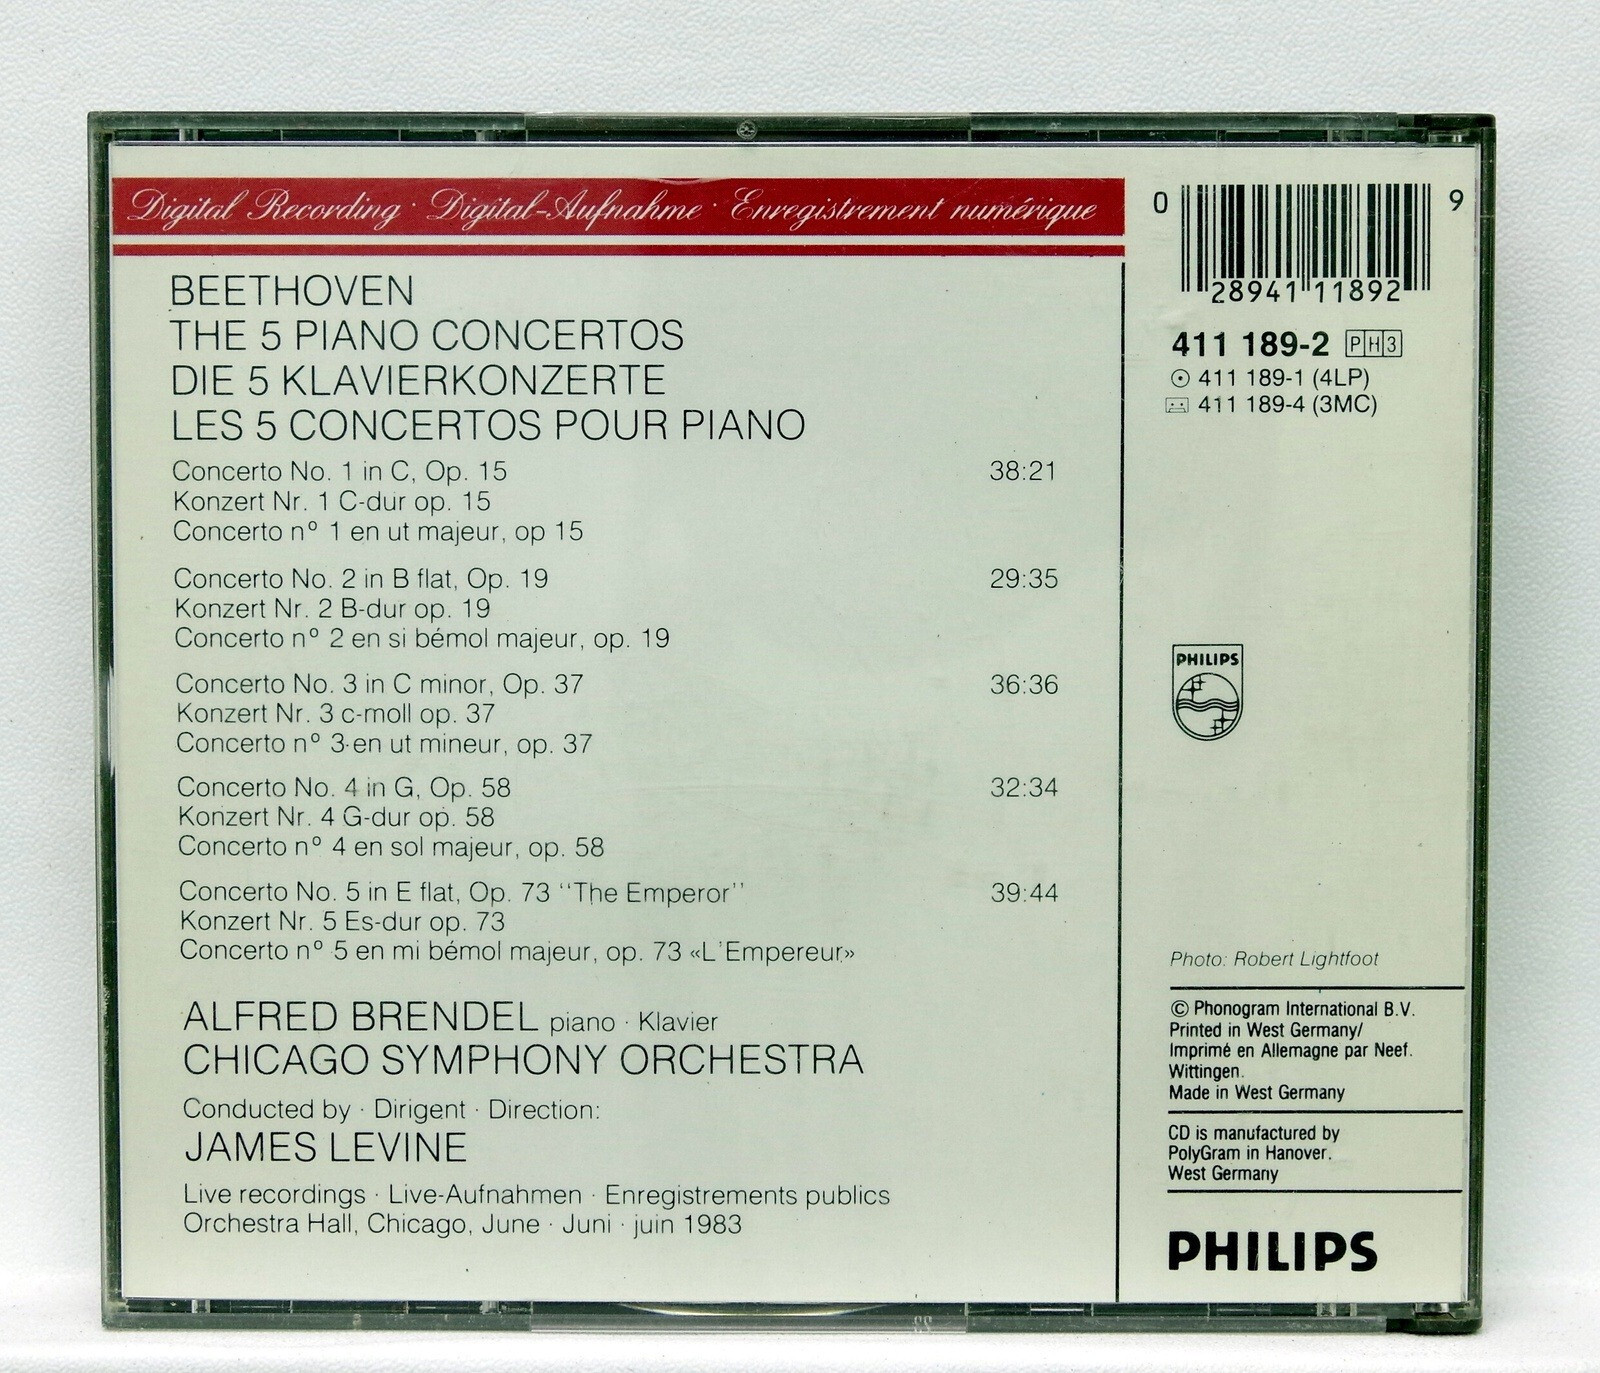 Digital Recording · Digital-Aufnahme · Enregistrement numérique
BEETHOVEN
THE 5 PIANO CONCERTOS
DIE 5 KLAVIERKONZERTE
LES 5 CONCERTOS POUR PIANO
Concerto No. 1 in C, Op. 15 38:21
Konzert Nr. 1 C-dur op. 15
Concerto nº 1 en ut majeur, op 15
Concerto No. 2 in B flat, Op. 19 29:35
Konzert Nr. 2 B-dur op. 19
Concerto nº 2 en si bémol majeur, op. 19
Concerto No. 3 in C minor, Op. 37 36:36
Konzert Nr. 3 c-moll op. 37
Concerto nº 3 en ut mineur, op. 37
Concerto No. 4 in G, Op. 58 32:34
Konzert Nr. 4 G-dur op. 58
Concerto nº 4 en sol majeur, op. 58
Concerto No. 5 in E flat, Op. 73 "The Emperor" 39:44
Konzert Nr. 5 Es-dur op. 73
Concerto nº 5 en mi bémol majeur, op. 73 «L'Empereur»
ALFRED BRENDEL piano · Klavier
CHICAGO SYMPHONY ORCHESTRA
Conducted by · Dirigent · Direction:
JAMES LEVINE
Live recordings · Live-Aufnahmen · Enregistrements publics
Orchestra Hall, Chicago, June · Juni · juin 1983
0 28941 11892 9
411 189-2 PH3
411 189-1 (4LP)
411 189-4 (3MC)
PHILIPS
Photo: Robert Lightfoot
© Phonogram International B.V.
Printed in West Germany/
Imprimé en Allemagne par Neef.
Wittingen.
Made in West Germany
CD is manufactured by
PolyGram in Hanover.
West Germany
PHILIPS